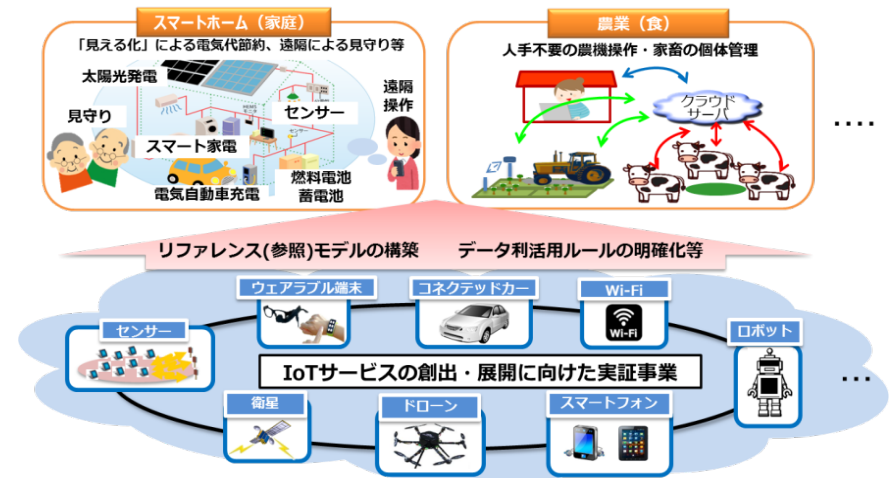 スマートホーム（家庭）
「見える化」による電気代節約、遠隔による見守り等
太陽光発電
見守り
スマート家電
センサー
遠隔
操作
電気自動車充電
燃料電池
蓄電池
農業（食）
人手不要の農機操作・家畜の個体管理
クラウド
サーバ
....
リファレンス(参照)モデルの構築
データ利活用ルールの明確化等
ウェアラブル端末
コネクテッドカー
Wi-Fi
Wi-Fi
センサー
ロボット
IoTサービスの創出・展開に向けた実証事業
...
衛星
ドローン
スマートフォン